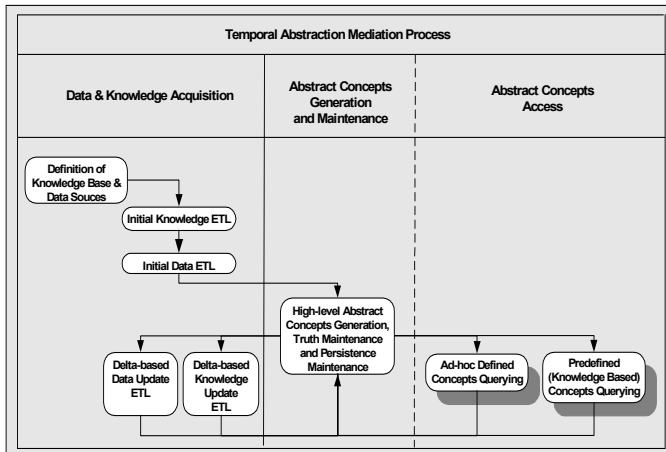 Temporal Abstraction Mediation Process
Data & Knowledge Acquisition
Abstract Concepts
Generation
and Maintenance
Abstract Concepts
Access
Definition of
Knowledge Base &
Data Souces
Initial Knowledge ETL
Initial Data ETL
High-level Abstract
Concepts Generation,
Truth Maintenance
and Persistence
Maintenance
Delta-based
Data Update
ETL
Delta-based
Knowledge
Update
ETL
Ad-hoc Defined
Concepts Querying
Predefined
(Knowledge Based)
Concepts Querying